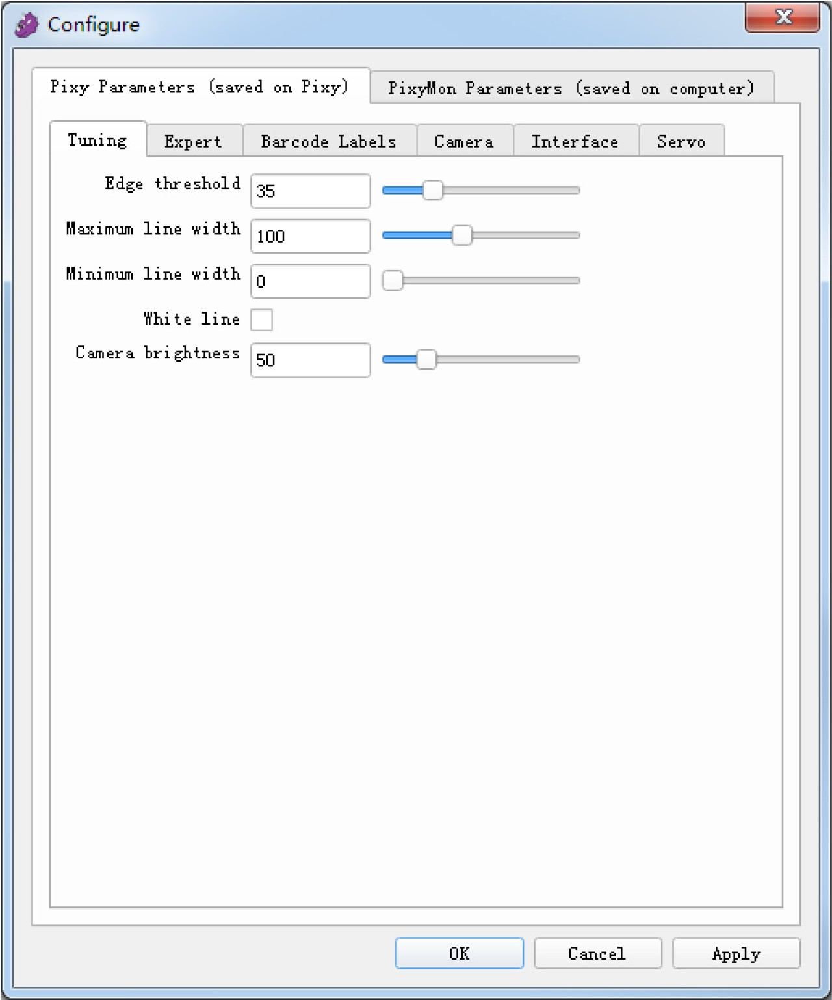 Configure
Pixy Parameters (saved on Pixy) PixyMon Parameters (saved on computer)
Tuning Expert Barcode Labels Camera Interface Servo
Edge threshold 35
Maximum line width 100
Minimum line width 0
White line
Camera brightness 50
OK Cancel Apply